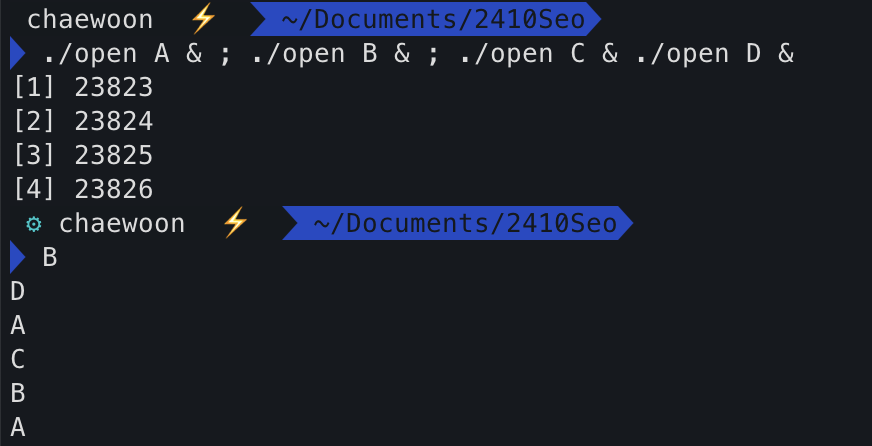 chaewoon ⚡ ~/Documents/2410Seo
./open A & ; ./open B & ; ./open C & ./open D &
[1] 23823
[2] 23824
[3] 23825
[4] 23826
⚙ chaewoon ⚡ ~/Documents/2410Seo
B
D
A
C
B
A